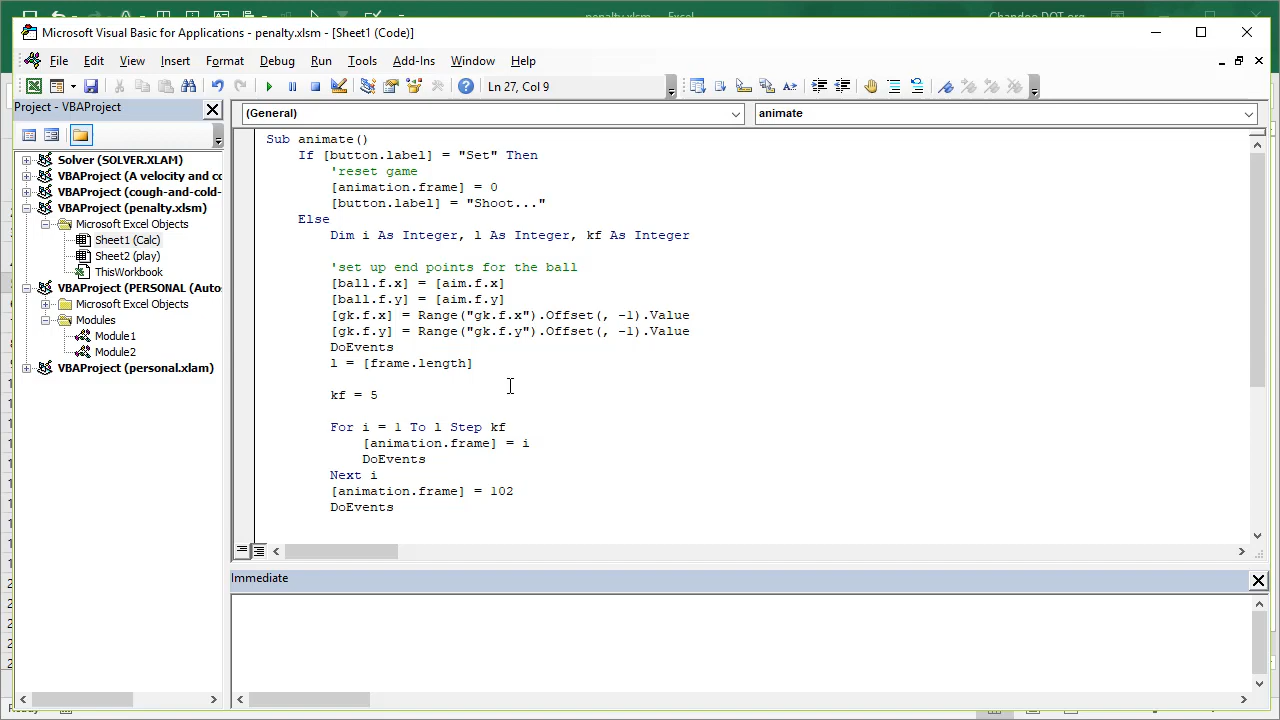 penalty.xlsm - Excel
Chandoo DOT org
Microsoft Visual Basic for Applications - penalty.xlsm - [Sheet1 (Code)]
File Edit View Insert Format Debug Run Tools Add-Ins Window Help
Ln 27, Col 9
Project - VBAProject
Solver (SOLVER.XLAM)
VBAProject (A velocity and co
VBAProject (cough-and-cold-
VBAProject (penalty.xlsm)
Microsoft Excel Objects
Sheet1 (Calc)
Sheet2 (play)
ThisWorkbook
VBAProject (PERSONAL (Auto
Microsoft Excel Objects
Modules
Module1
Module2
VBAProject (personal.xlam)
(General)
animate
Sub animate()
If [button.label] = "Set" Then
'reset game
[animation.frame] = 0
[button.label] = "Shoot..."
Else
Dim i As Integer, l As Integer, kf As Integer
'set up end points for the ball
[ball.f.x] = [aim.f.x]
[ball.f.y] = [aim.f.y]
[gk.f.x] = Range("gk.f.x").Offset(, -1).Value
[gk.f.y] = Range("gk.f.y").Offset(, -1).Value
DoEvents
l = [frame.length]
kf = 5
For i = 1 To l Step kf
[animation.frame] = i
DoEvents
Next i
[animation.frame] = 102
DoEvents
Immediate